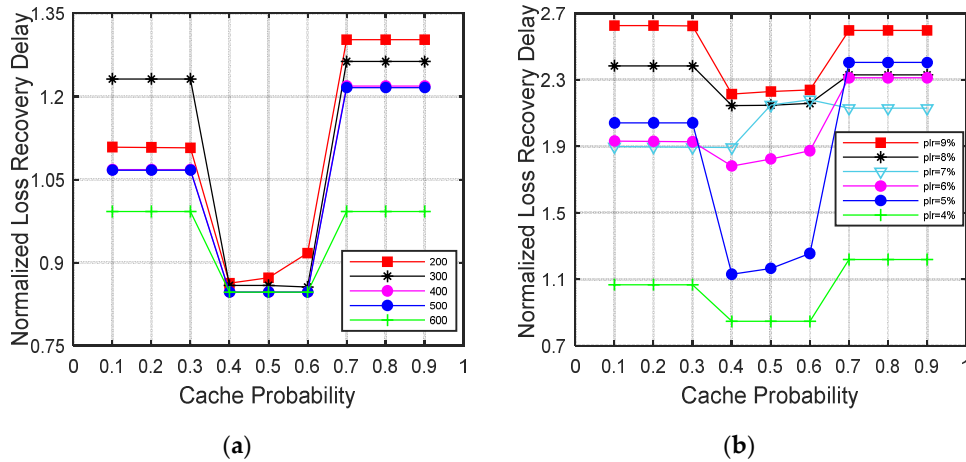 Normalized Loss Recovery Delay
1.35
1.2
1.05
0.9
0.75
0 0.1 0.2 0.3 0.4 0.5 0.6 0.7 0.8 0.9 1
Cache Probability
200
300
400
500
600
(a)
Normalized Loss Recovery Delay
2.7
2.3
1.9
1.5
1.1
0.7
0 0.1 0.2 0.3 0.4 0.5 0.6 0.7 0.8 0.9 1
Cache Probability
plr=9%
plr=8%
plr=7%
plr=6%
plr=5%
plr=4%
(b)